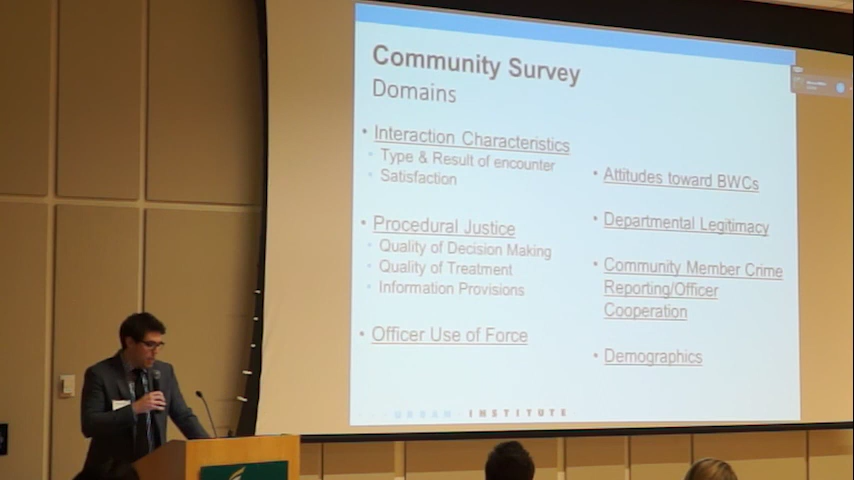 Community Survey
Domains
• Interaction Characteristics
• Type & Result of encounter
• Satisfaction
• Procedural Justice
• Quality of Decision Making
• Quality of Treatment
• Information Provisions
• Officer Use of Force
• Attitudes toward BWCs
• Departmental Legitimacy
• Community Member Crime
Reporting/Officer
Cooperation
• Demographics
URBAN INSTITUTE